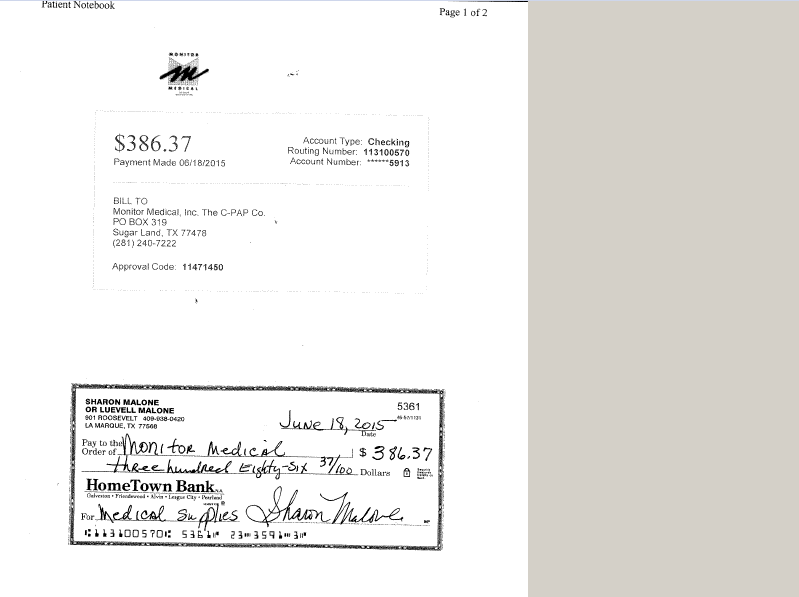 Patient Notebook
Page 1 of 2
MONITOR
m
MEDICAL
$386.37
Payment Made 06/18/2015
Account Type: Checking
Routing Number: 113100570
Account Number: ******5913
BILL TO
Monitor Medical, Inc. The C-PAP Co.
PO BOX 319
Sugar Land, TX 77478
(281) 240-7222
Approval Code: 11471450
SHARON MALONE
OR LUEVELL MALONE
901 ROOSEVELT 409-938-0420
LA MARQUE, TX 77568
5361
June 18, 2015
Date
Pay to the
Order of Monitor Medical $ 386.37
three hundred Eighty-Six 37/100 Dollars
HomeTown Bank, N.A.
Galveston • Friendswood • Alvin • League City • Pearland
For Medical Supplies Sharon Malone
⑆113100570⑆ 5361⑈ 23⑈3591⑈3⑈